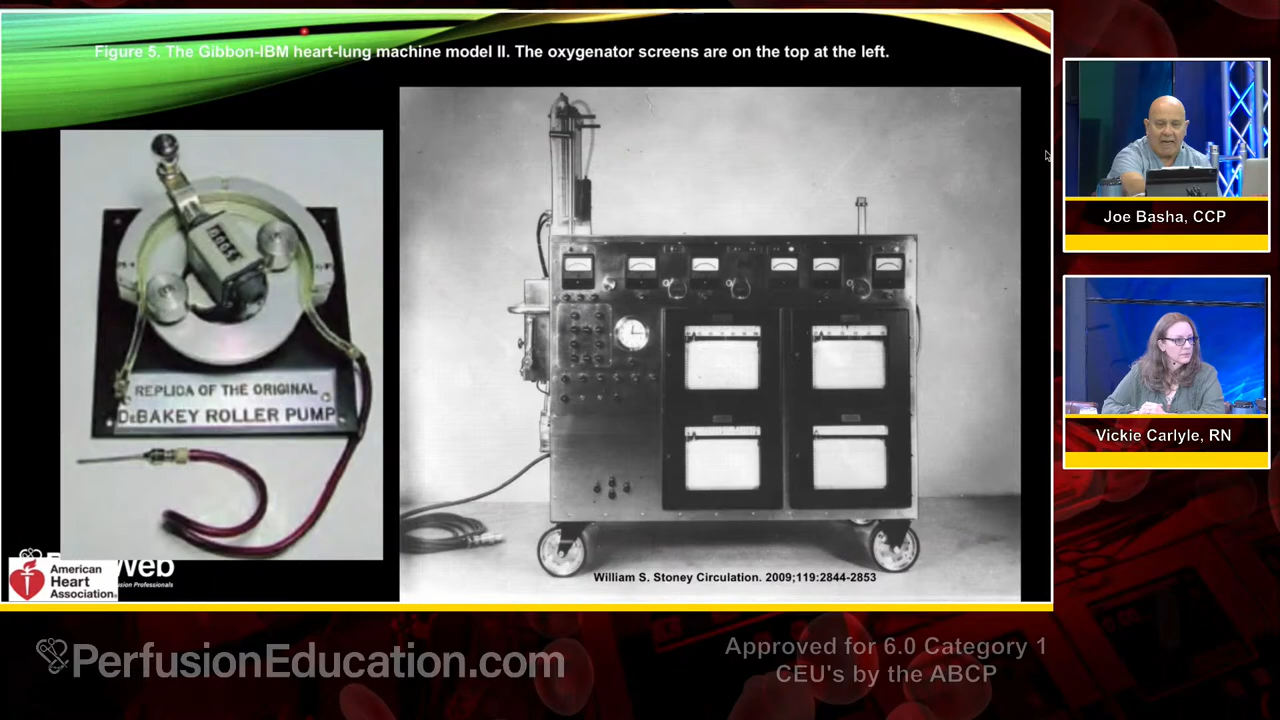 Figure 5. The Gibbon-IBM heart-lung machine model II. The oxygenator screens are on the top at the left.
REPLICA OF THE ORIGINAL
DEBAKEY ROLLER PUMP
William S. Stoney Circulation. 2009;119:2844-2853
American
Heart
Association
Joe Basha, CCP
Vickie Carlyle, RN
PerfusionEducation.com
Approved for 6.0 Category 1
CEU's by the ABCP